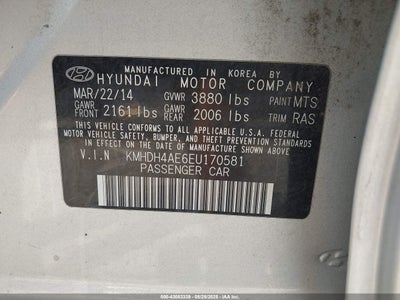 MANUFACTURED IN KOREA BY
HYUNDAI MOTOR COMPANY
MAR/22/14 GVWR 3880 lbs PAINT MTS
GAWR FRONT 2161 lbs GAWR REAR 2006 lbs TRIM RAS
THIS VEHICLE CONFORMS TO ALL APPLICABLE U.S.A. FEDERAL
MOTOR VEHICLE SAFETY, BUMPER, AND THEFT PREVENTION
STANDARDS IN EFFECT ON THE DATE OF MANUFACTURE SHOWN ABOVE.
V.I.N KMHDH4AE6EU170581
PASSENGER CAR